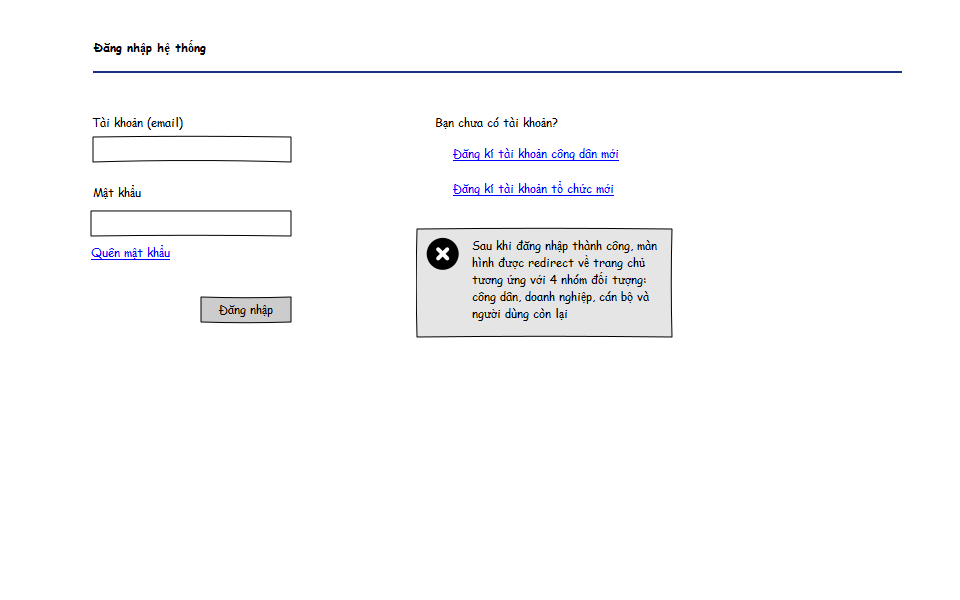 Đăng nhập hệ thống
Tài khoản (email)
Mật khẩu
Quên mật khẩu
Đăng nhập
Bạn chưa có tài khoản?
Đăng kí tài khoản công dân mới
Đăng kí tài khoản tổ chức mới
Sau khi đăng nhập thành công, màn
hình được redirect về trang chủ
tương ứng với 4 nhóm đối tượng:
công dân, doanh nghiệp, cán bộ và
người dùng còn lại